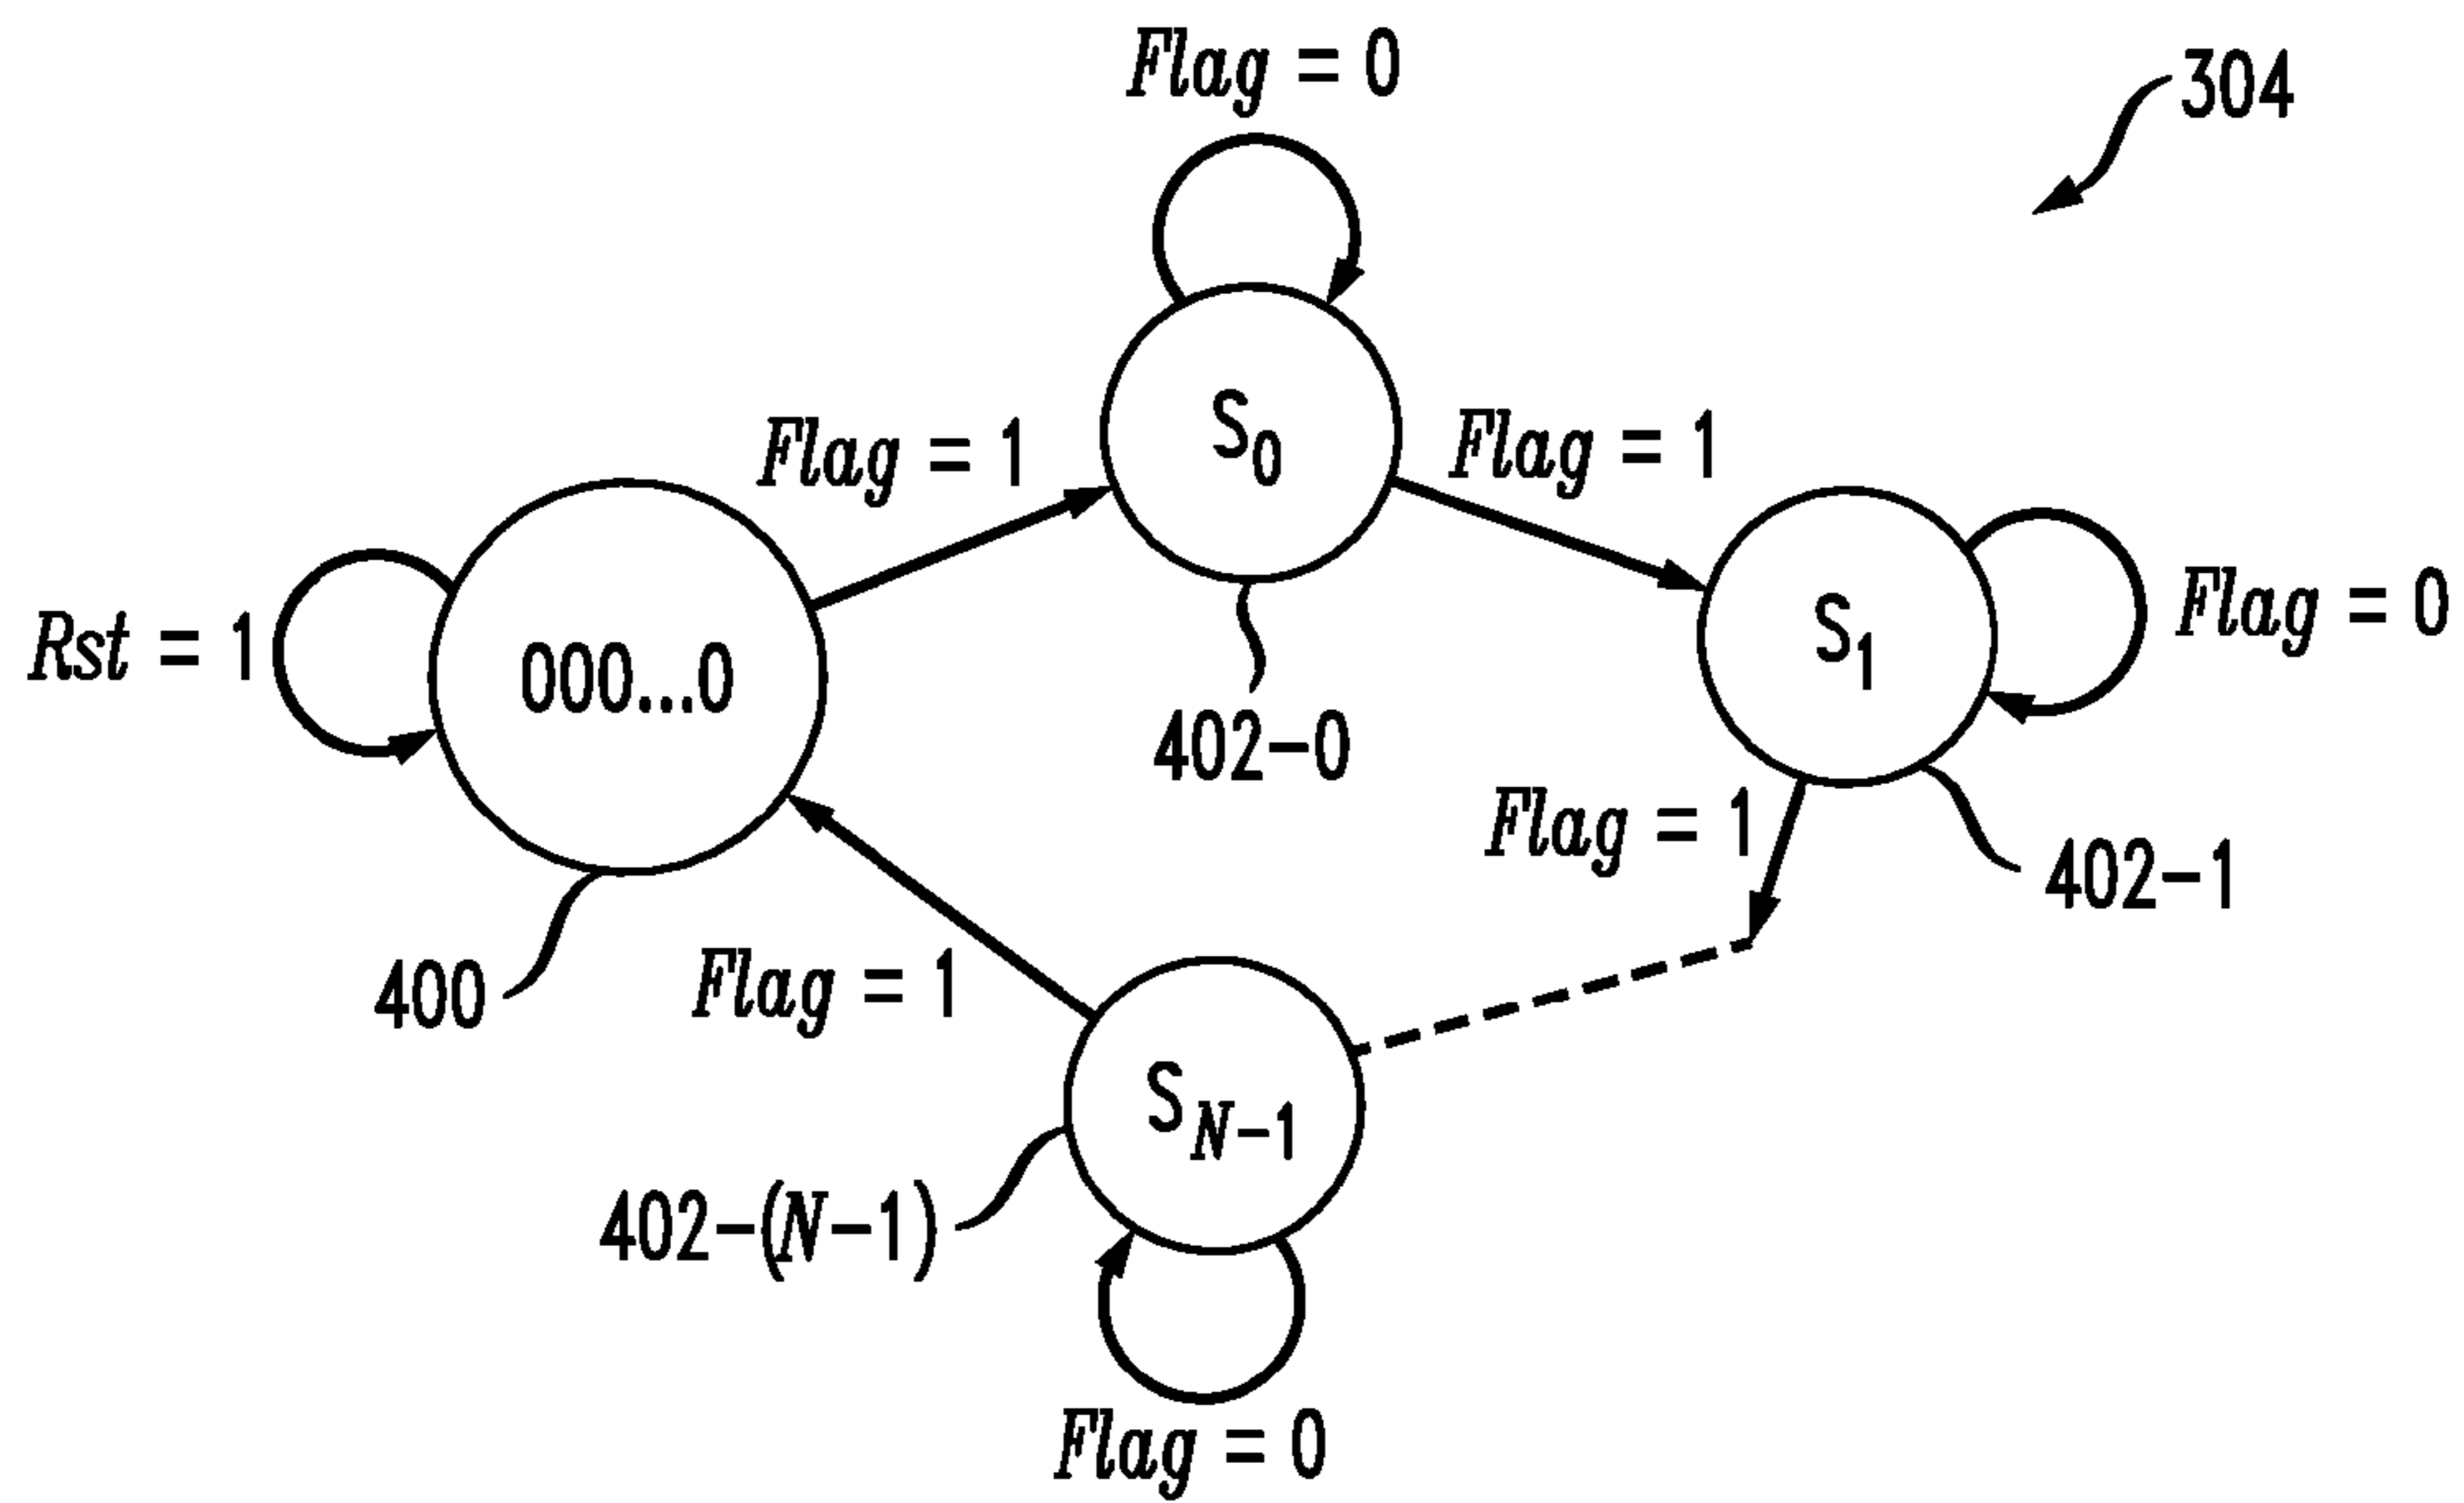 Flag = 0
304
Flag = 1
S0
Flag = 1
Rst = 1
000...0
S1
Flag = 0
402-0
Flag = 1
402-1
400
Flag = 1
SN-1
402-(N-1)
Flag = 0